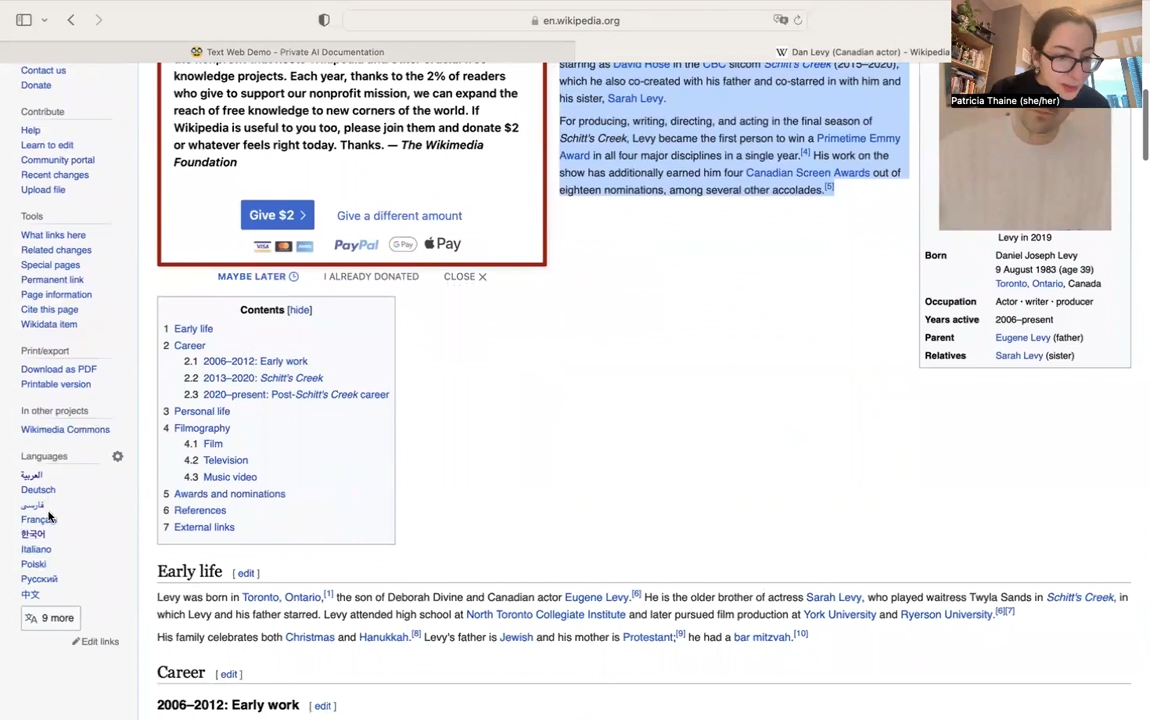 en.wikipedia.org
Text Web Demo - Private AI Documentation
Dan Levy (Canadian actor) - Wikipedia
Patricia Thaine (she/her)
Contact us
Donate
Contribute
Help
Learn to edit
Community portal
Recent changes
Upload file
Tools
What links here
Related changes
Special pages
Permanent link
Page information
Cite this page
Wikidata item
Print/export
Download as PDF
Printable version
In other projects
Wikimedia Commons
Languages
العربية
Deutsch
فارسی
Français
한국어
Italiano
Polski
Русский
中文
9 more
Edit links
knowledge projects. Each year, thanks to the 2% of readers
who give to support our nonprofit mission, we can expand the
reach of free knowledge to new corners of the world. If
Wikipedia is useful to you too, please join them and donate $2
or whatever feels right today. Thanks. — The Wikimedia
Foundation
Give $2
Give a different amount
VISA
PayPal
G Pay
Pay
MAYBE LATER
I ALREADY DONATED
CLOSE
starring as David Rose in the CBC sitcom Schitt's Creek (2015–2020),
which he also co-created with his father and co-starred in with him and
his sister, Sarah Levy.
For producing, writing, directing, and acting in the final season of
Schitt's Creek, Levy became the first person to win a Primetime Emmy
Award in all four major disciplines in a single year.[4] His work on the
show has additionally earned him four Canadian Screen Awards out of
eighteen nominations, among several other accolades.[5]
Levy in 2019
Born Daniel Joseph Levy
9 August 1983 (age 39)
Toronto, Ontario, Canada
Occupation Actor · writer · producer
Years active 2006–present
Parent Eugene Levy (father)
Relatives Sarah Levy (sister)
Contents [hide]
1 Early life
2 Career
2.1 2006–2012: Early work
2.2 2013–2020: Schitt's Creek
2.3 2020–present: Post-Schitt's Creek career
3 Personal life
4 Filmography
4.1 Film
4.2 Television
4.3 Music video
5 Awards and nominations
6 References
7 External links
Early life [ edit ]
Levy was born in Toronto, Ontario,[1] the son of Deborah Divine and Canadian actor Eugene Levy.[6] He is the older brother of actress Sarah Levy, who played waitress Twyla Sands in Schitt's Creek, in
which Levy and his father starred. Levy attended high school at North Toronto Collegiate Institute and later pursued film production at York University and Ryerson University.[6][7]
His family celebrates both Christmas and Hanukkah.[8] Levy's father is Jewish and his mother is Protestant;[9] he had a bar mitzvah.[10]
Career [ edit ]
2006–2012: Early work [ edit ]